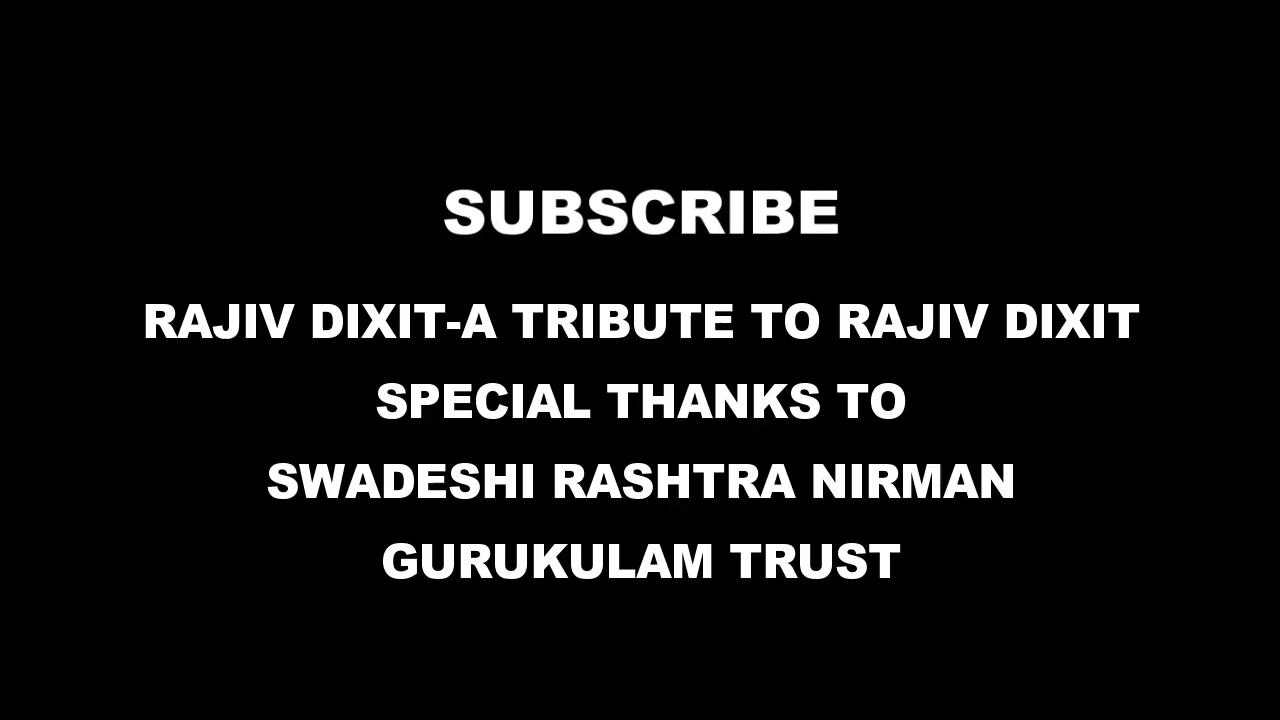 SUBSCRIBE
RAJIV DIXIT-A TRIBUTE TO RAJIV DIXIT
SPECIAL THANKS TO
SWADESHI RASHTRA NIRMAN
GURUKULAM TRUST